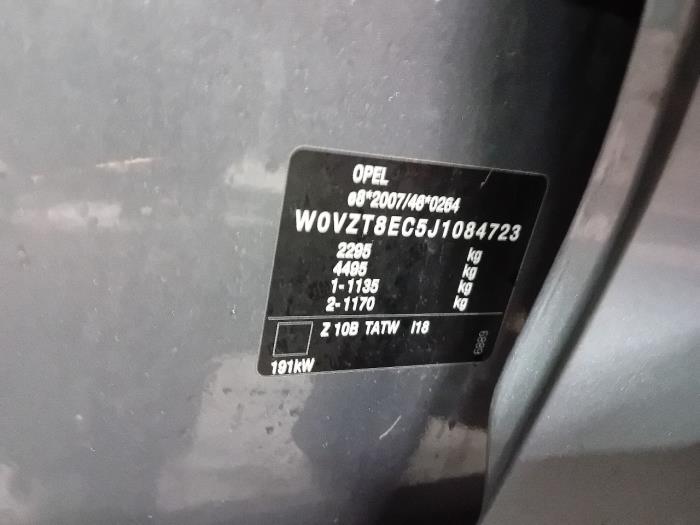 OPEL
e8*2007/46*0264
W0VZT8EC5J1084723
2295 kg
4495 kg
1-1135 kg
2-1170 kg
Z 10B TATW I18
6889
191kW